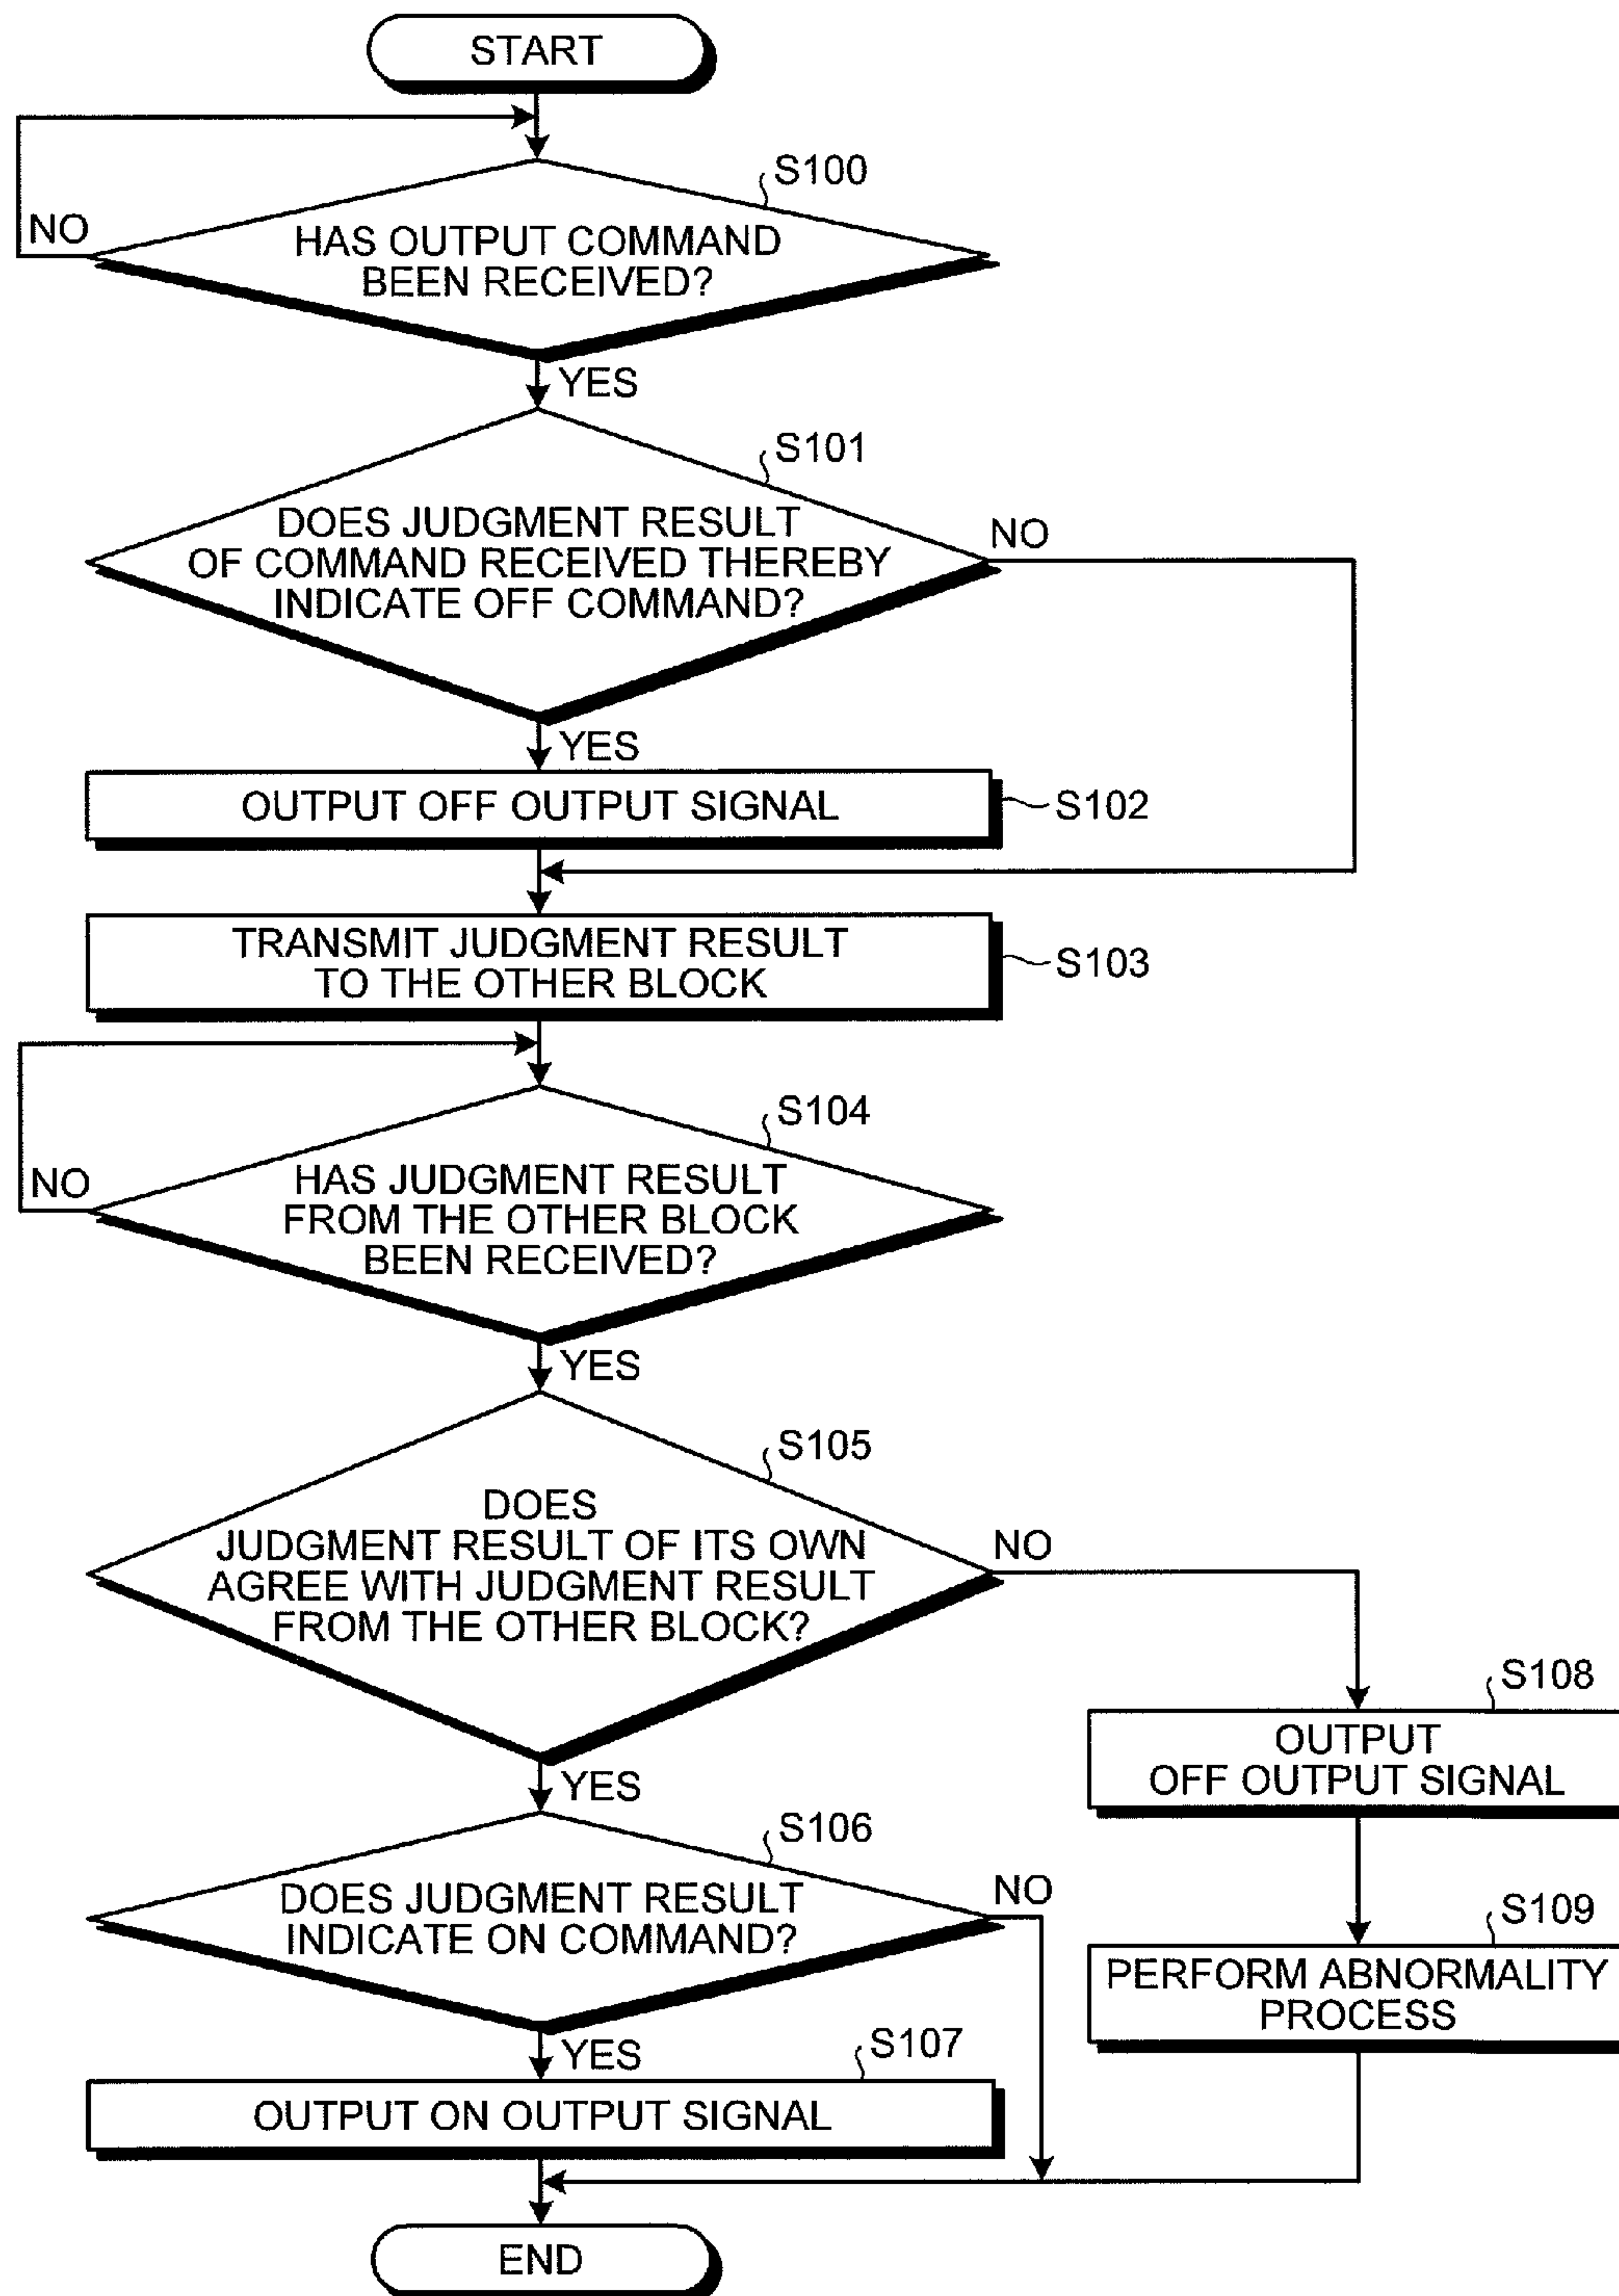 START
S100
NO
HAS OUTPUT COMMAND
BEEN RECEIVED?
YES
S101
DOES JUDGMENT RESULT
OF COMMAND RECEIVED THEREBY
INDICATE OFF COMMAND?
NO
YES
OUTPUT OFF OUTPUT SIGNAL
S102
TRANSMIT JUDGMENT RESULT
TO THE OTHER BLOCK
S103
S104
NO
HAS JUDGMENT RESULT
FROM THE OTHER BLOCK
BEEN RECEIVED?
YES
S105
DOES
JUDGMENT RESULT OF ITS OWN
AGREE WITH JUDGMENT RESULT
FROM THE OTHER BLOCK?
NO
YES
S108
OUTPUT
OFF OUTPUT SIGNAL
S106
DOES JUDGMENT RESULT
INDICATE ON COMMAND?
NO
S109
PERFORM ABNORMALITY
PROCESS
YES
S107
OUTPUT ON OUTPUT SIGNAL
END